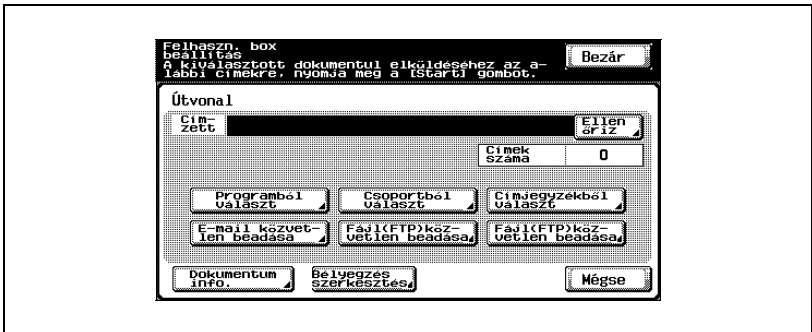 Felhaszn. box
beállítás
A kiválasztott dokumentul elküldéséhez az a-
lábbi címekre, nyomja meg a [Start] gombot.
Bezár
Útvonal
Cím-
zett
Ellen
őriz
Címek
száma
0
Programból
választ
Csoportból
választ
Címjegyzékből
választ
E-mail közvet-
len beadása
Fájl(FTP)köz-
vetlen beadása
Fájl(FTP)köz-
vetlen beadása
Dokumentum
info.
Bélyegzés
szerkesztés
Mégse